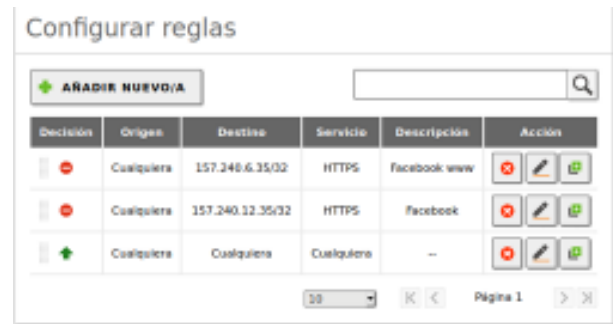 Configurar reglas
AÑADIR NUEVO/A
Decisión Origen Destino Servicio Descripción Acción
Cualquiera 157.240.6.35/32 HTTPS Facebook www
Cualquiera 157.240.12.35/32 HTTPS Facebook
Cualquiera Cualquiera Cualquiera --
10 Página 1